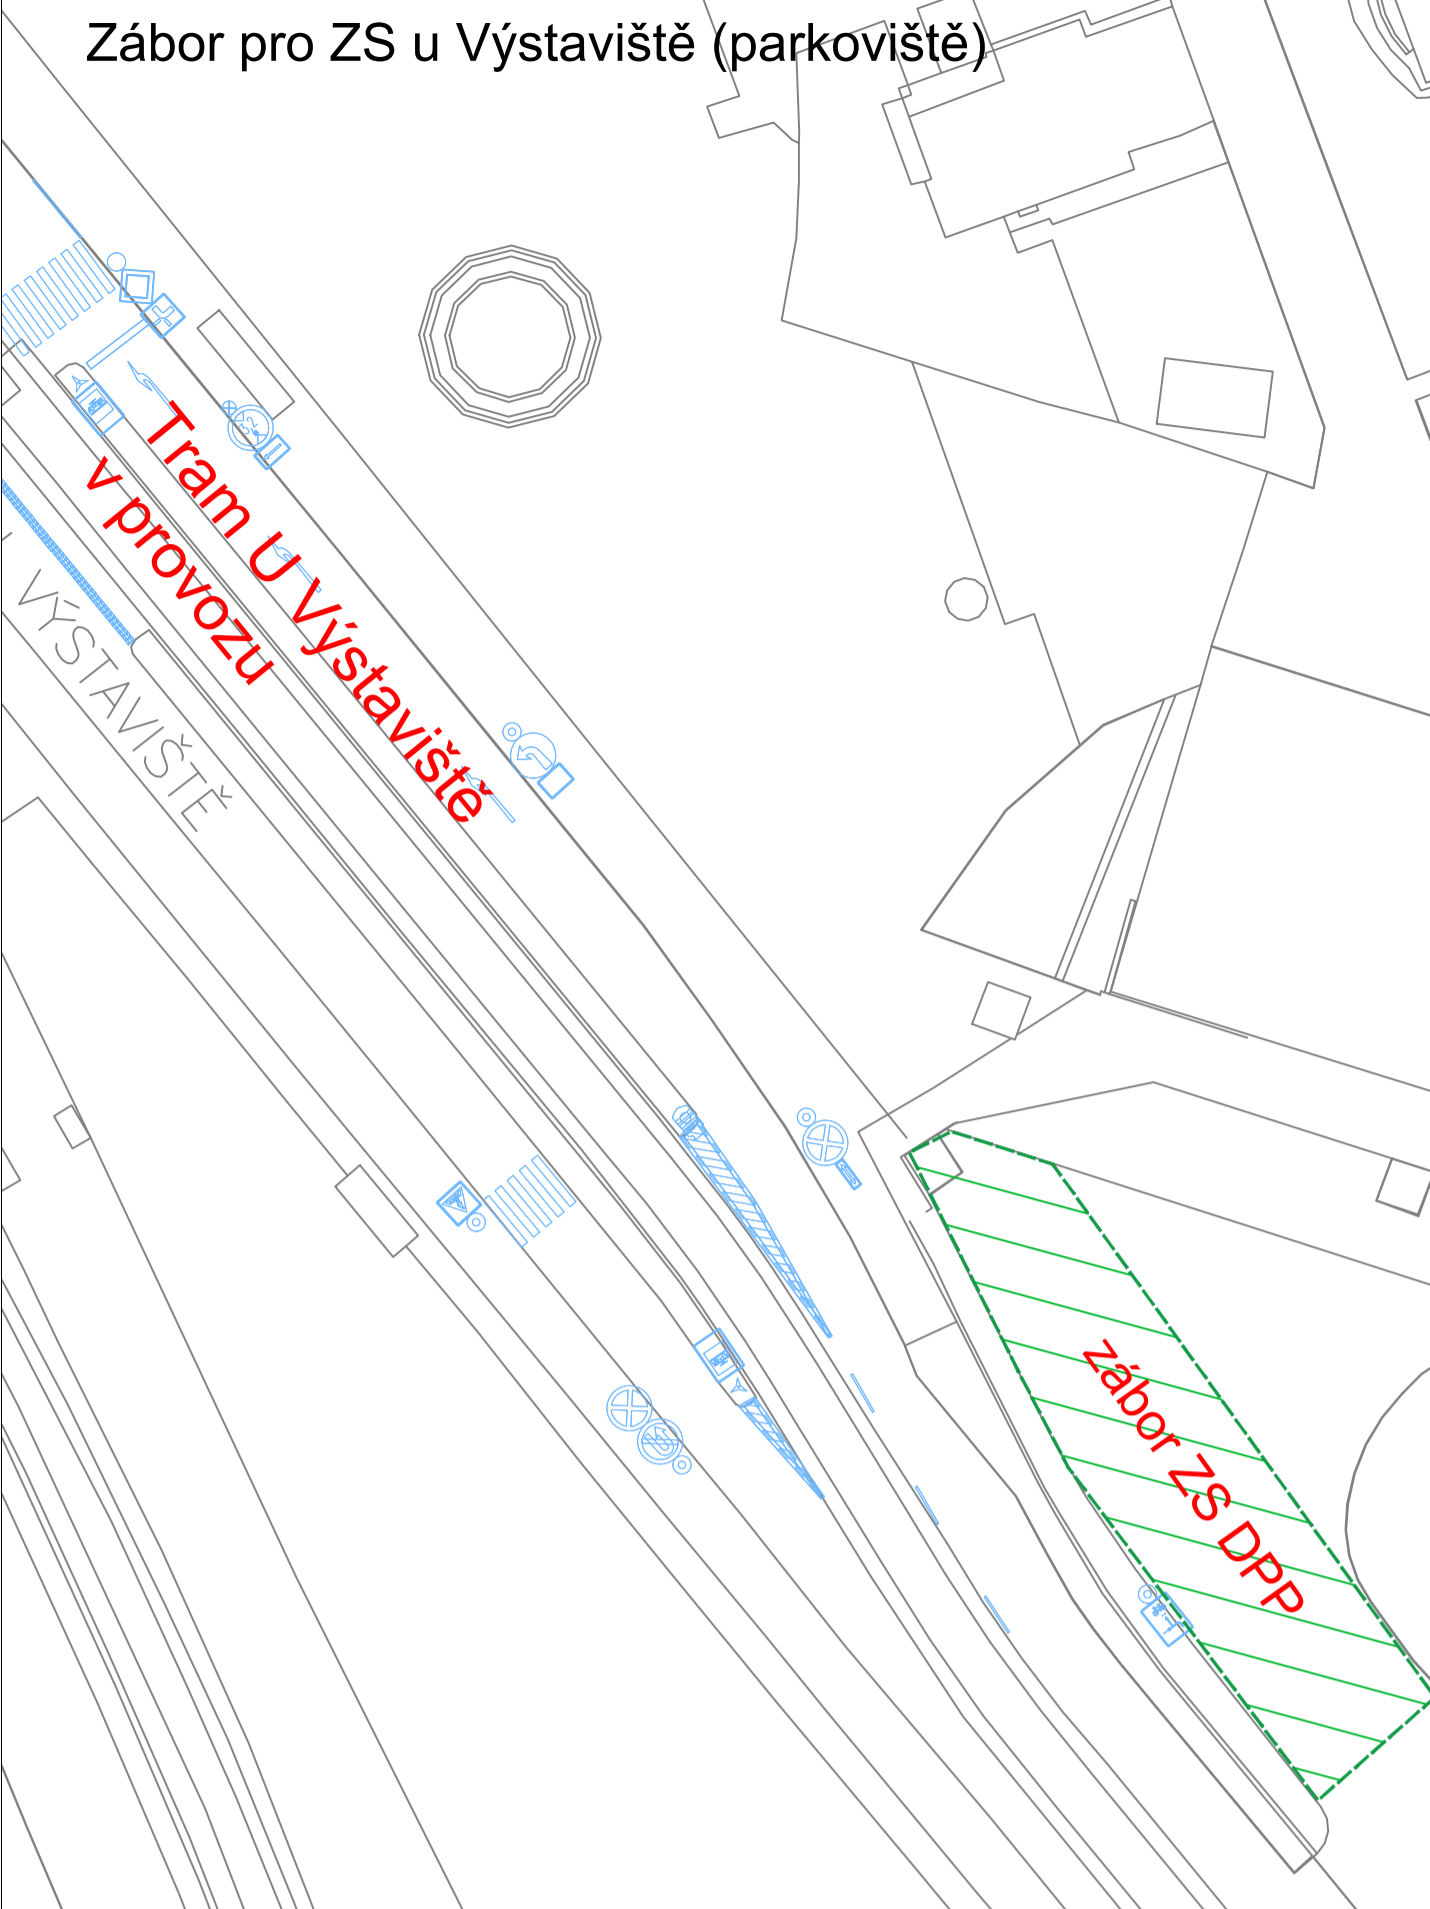 Zábor pro ZS u Výstaviště (parkoviště)
Tram U Výstaviště
v provozu
VÝSTAVIŠTĚ
zábor ZS DPP